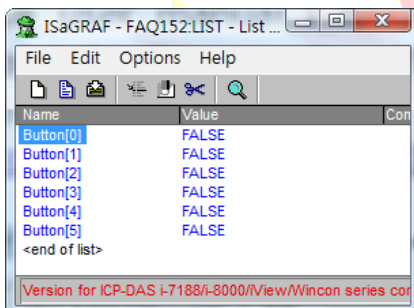 ISaGRAF - FAQ152:LIST - List ...
File Edit Options Help
Name Value
Button[0] FALSE
Button[1] FALSE
Button[2] FALSE
Button[3] FALSE
Button[4] FALSE
Button[5] FALSE
<end of list>
Version for ICP-DAS i-7188/i-8000/iView/Wincon series